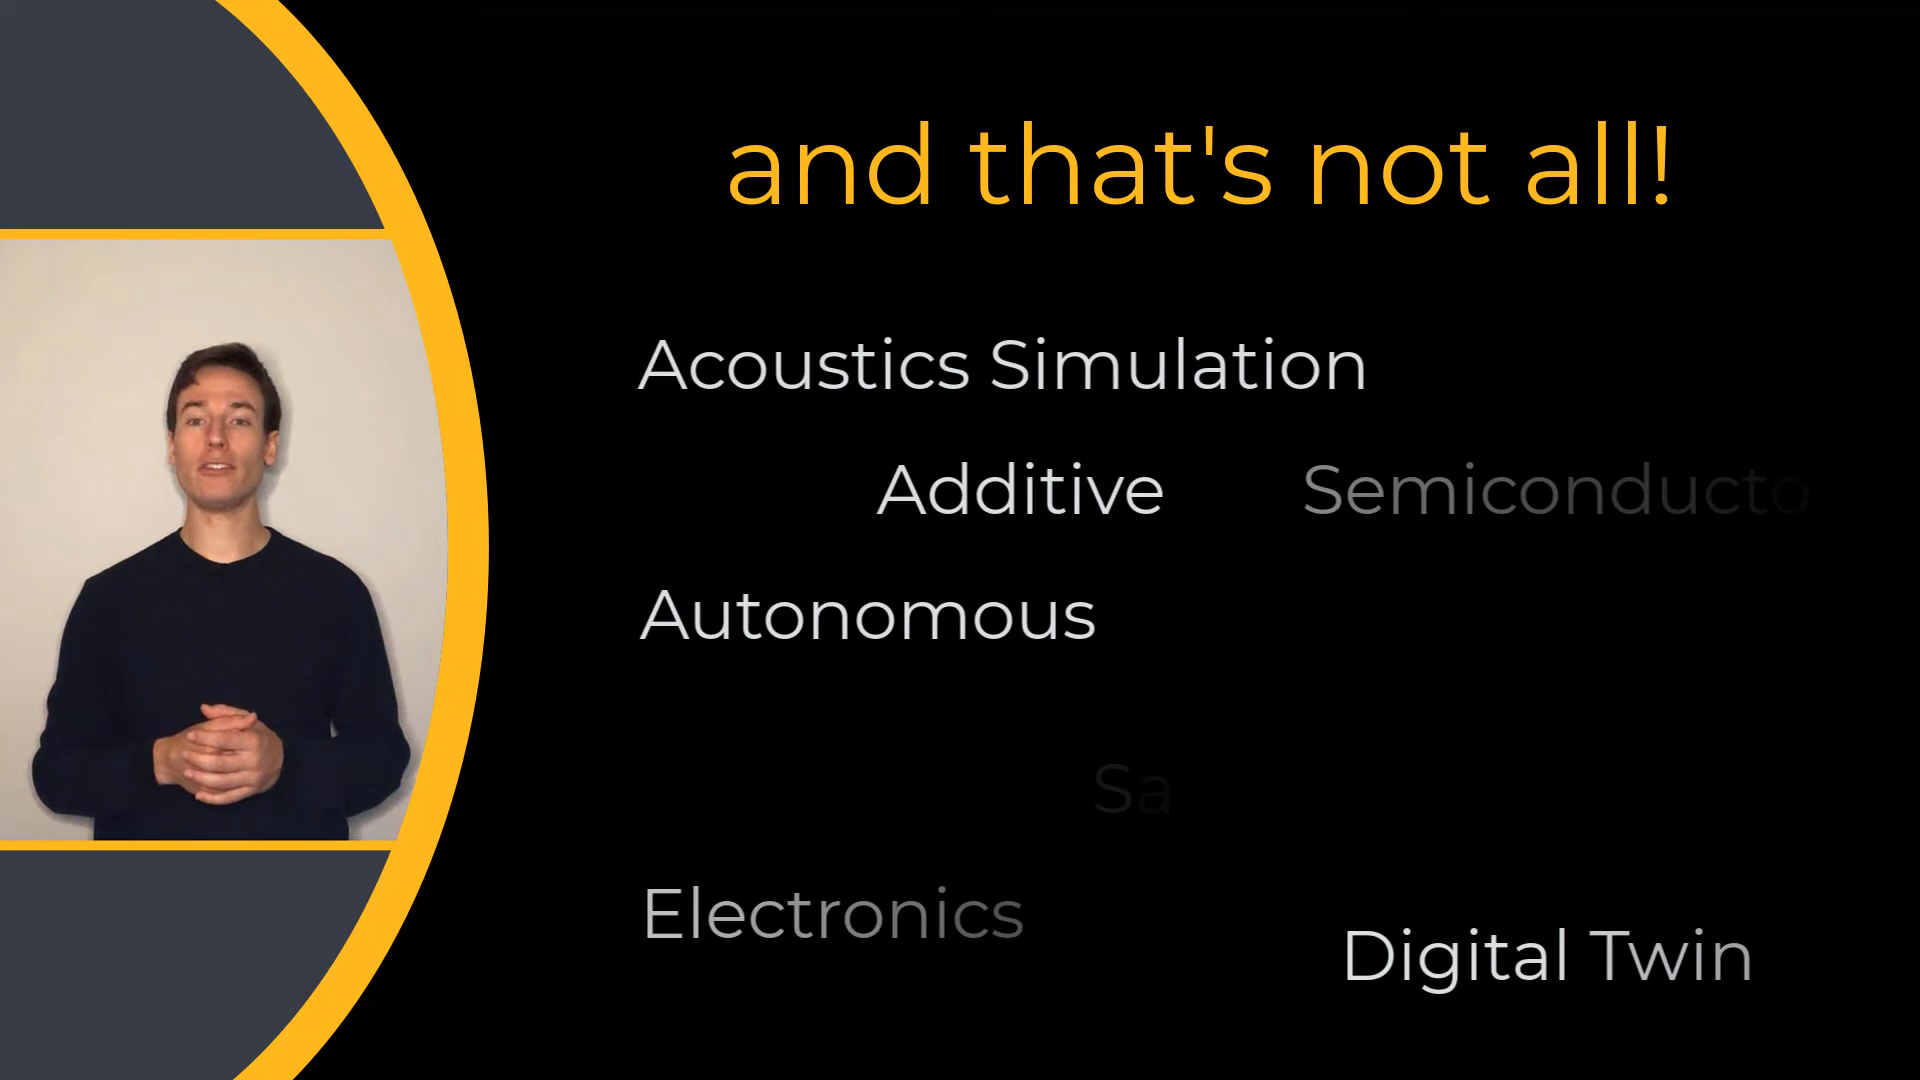 and that's not all!
Acoustics Simulation
Additive
Semiconducto
Autonomous
Sa
Electronics
Digital Twin